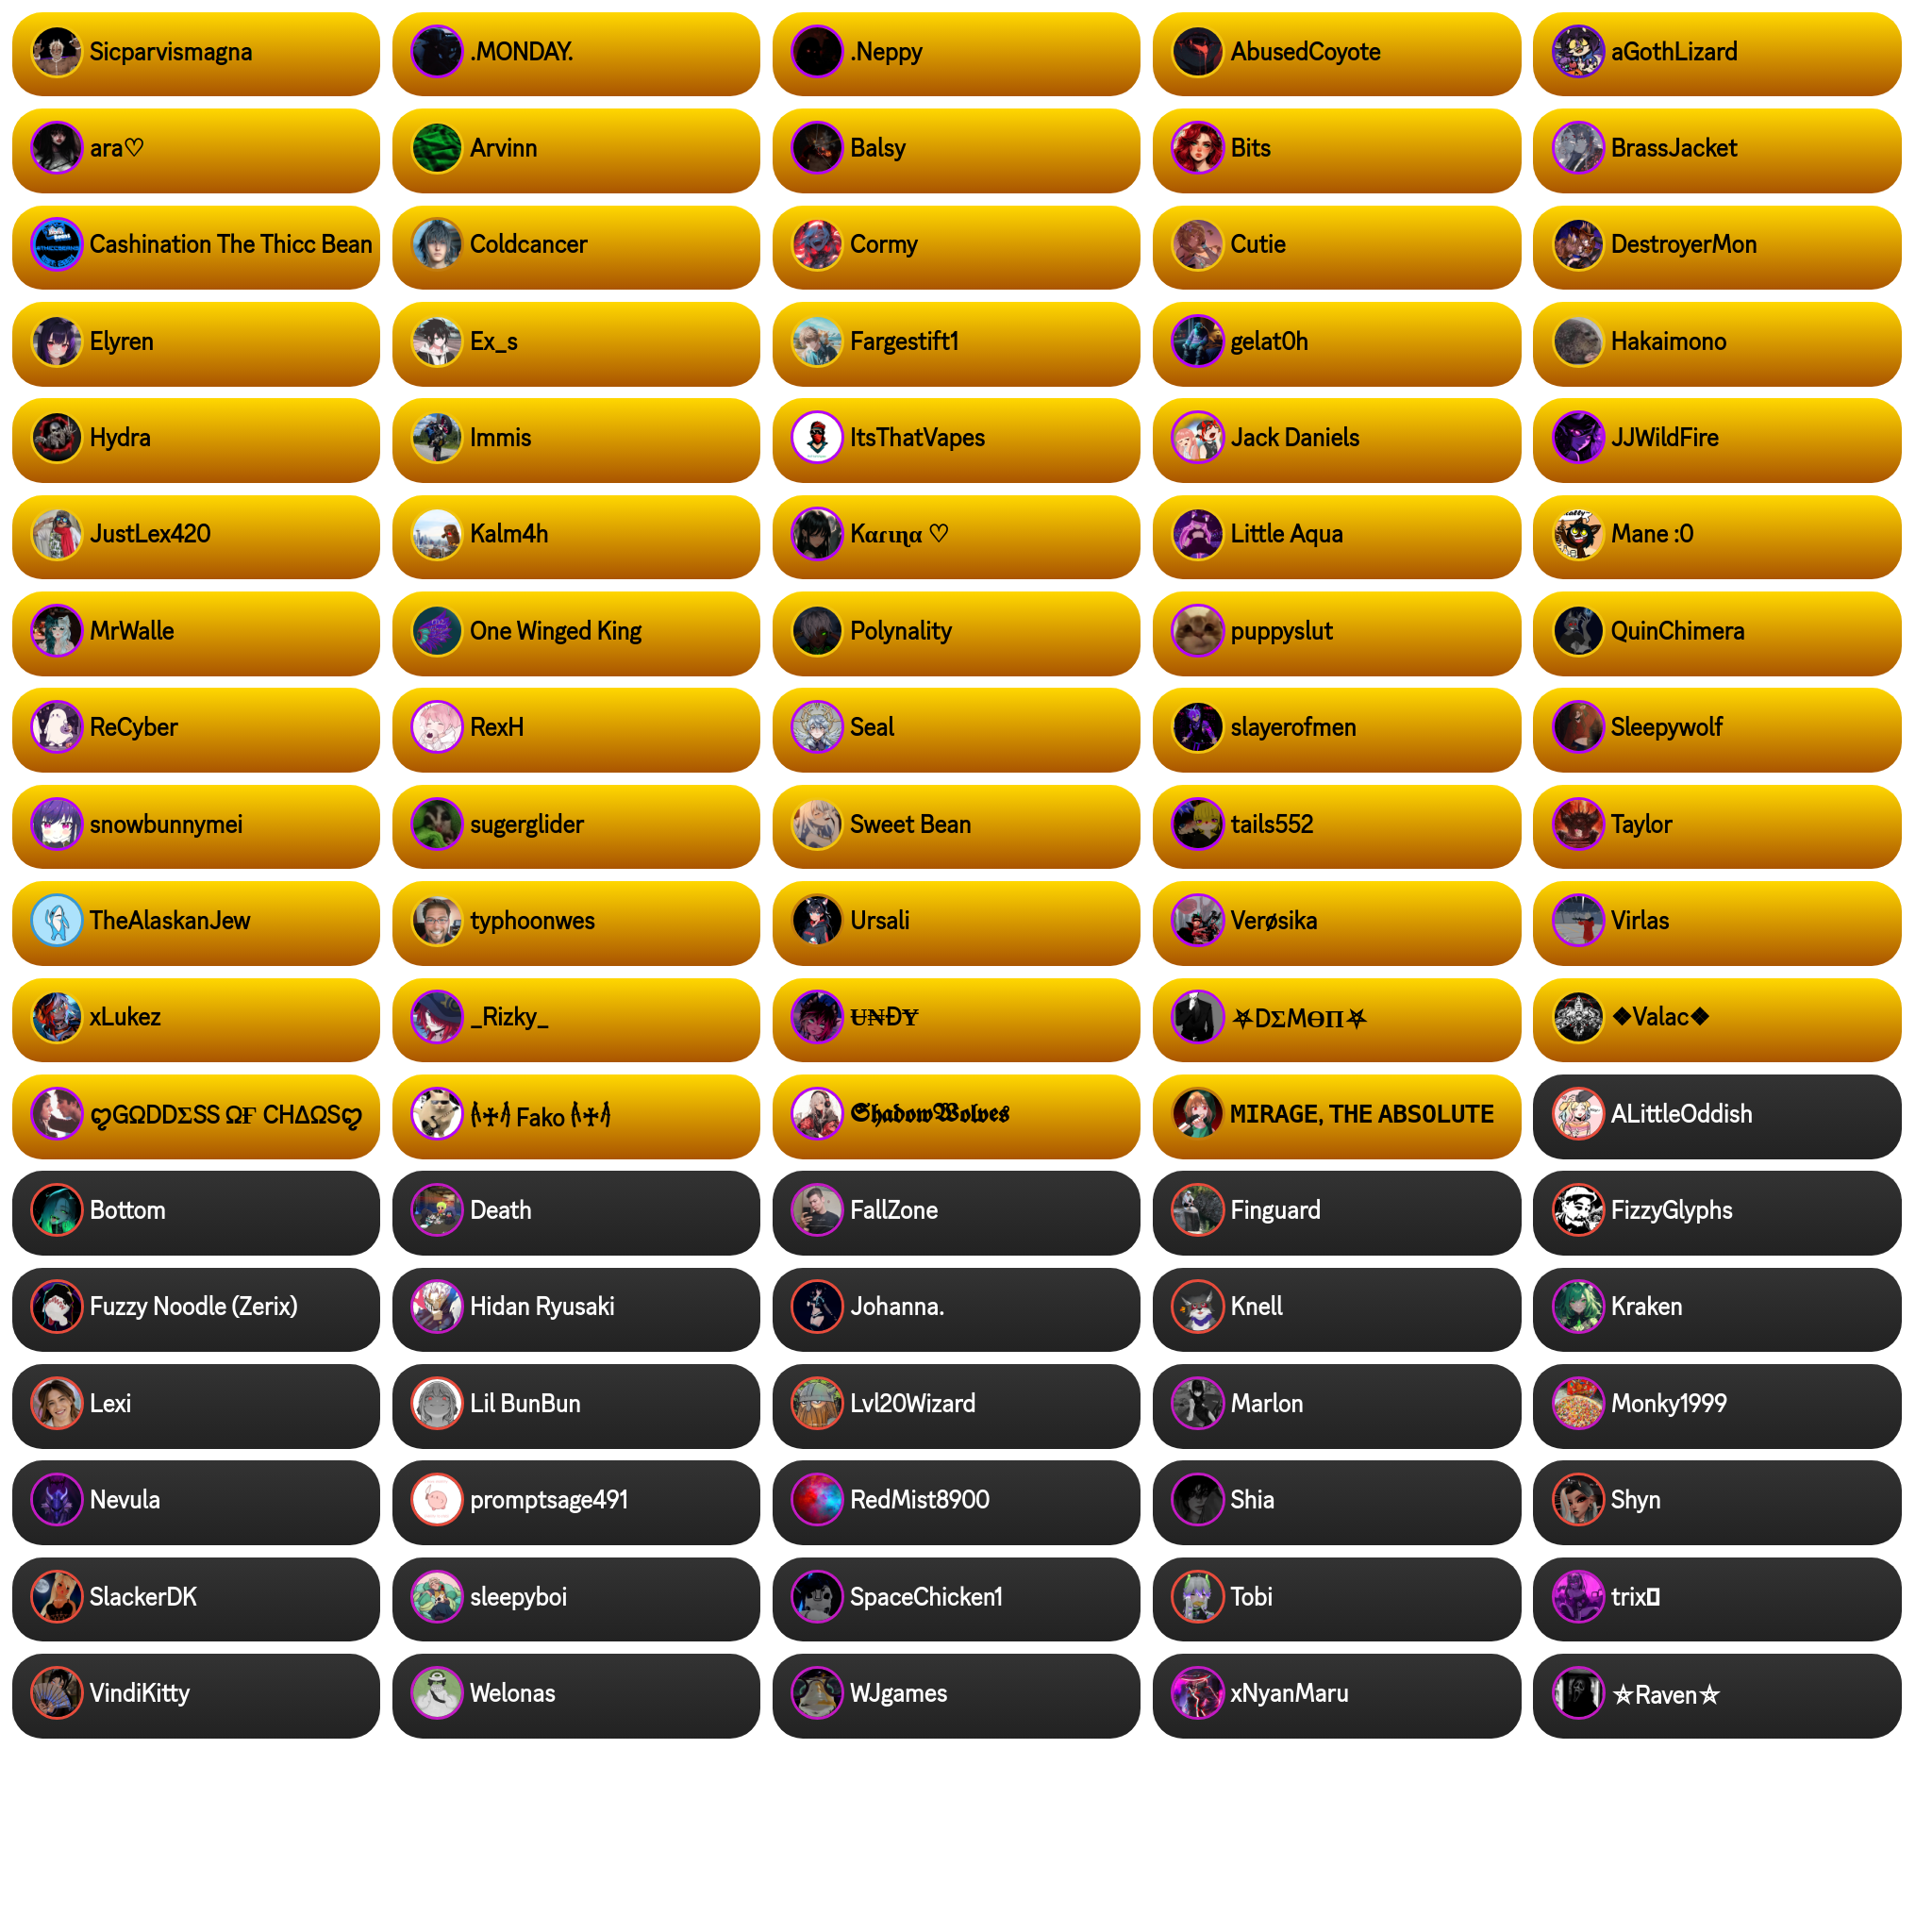 Sicparvismagna
.MONDAY.
.Neppy
AbusedCoyote
aGothLizard
ara♡
Arvinn
Balsy
Bits
BrassJacket
Cashination The Thicc Bean
Coldcancer
Cormy
Cutie
DestroyerMon
Elyren
Ex_s
Fargestift1
gelat0h
Hakaimono
Hydra
Immis
ItsThatVapes
Jack Daniels
JJWildFire
JustLex420
Kalm4h
Kαɾιɳα ♡
Little Aqua
Mane :0
MrWalle
One Winged King
Polynality
puppyslut
QuinChimera
ReCyber
RexH
Seal
slayerofmen
Sleepywolf
snowbunnymei
sugerglider
Sweet Bean
tails552
Taylor
TheAlaskanJew
typhoonwes
Ursali
Verøsika
Virlas
xLukez
_Rizky_
U̶₦ĐɎ
⛧DΣMӨΠ⛧
❖Valac❖
ღGΩDDΣSS ΩҒ CHΔΩSღ
Fako
𝕾𝖍𝖆𝖉𝖔𝖜𝖂𝖔𝖑𝖛𝖊𝖘
MIRAGE, THE ABSOLUTE
ALittleOddish
Bottom
Death
FallZone
Finguard
FizzyGlyphs
Fuzzy Noodle (Zerix)
Hidan Ryusaki
Johanna.
Knell
Kraken
Lexi
Lil BunBun
Lvl20Wizard
Marlon
Monky1999
Nevula
promptsage491
RedMist8900
Shia
Shyn
SlackerDK
sleepyboi
SpaceChicken1
Tobi
trix
VindiKitty
Welonas
WJgames
xNyanMaru
⛤Raven⛤